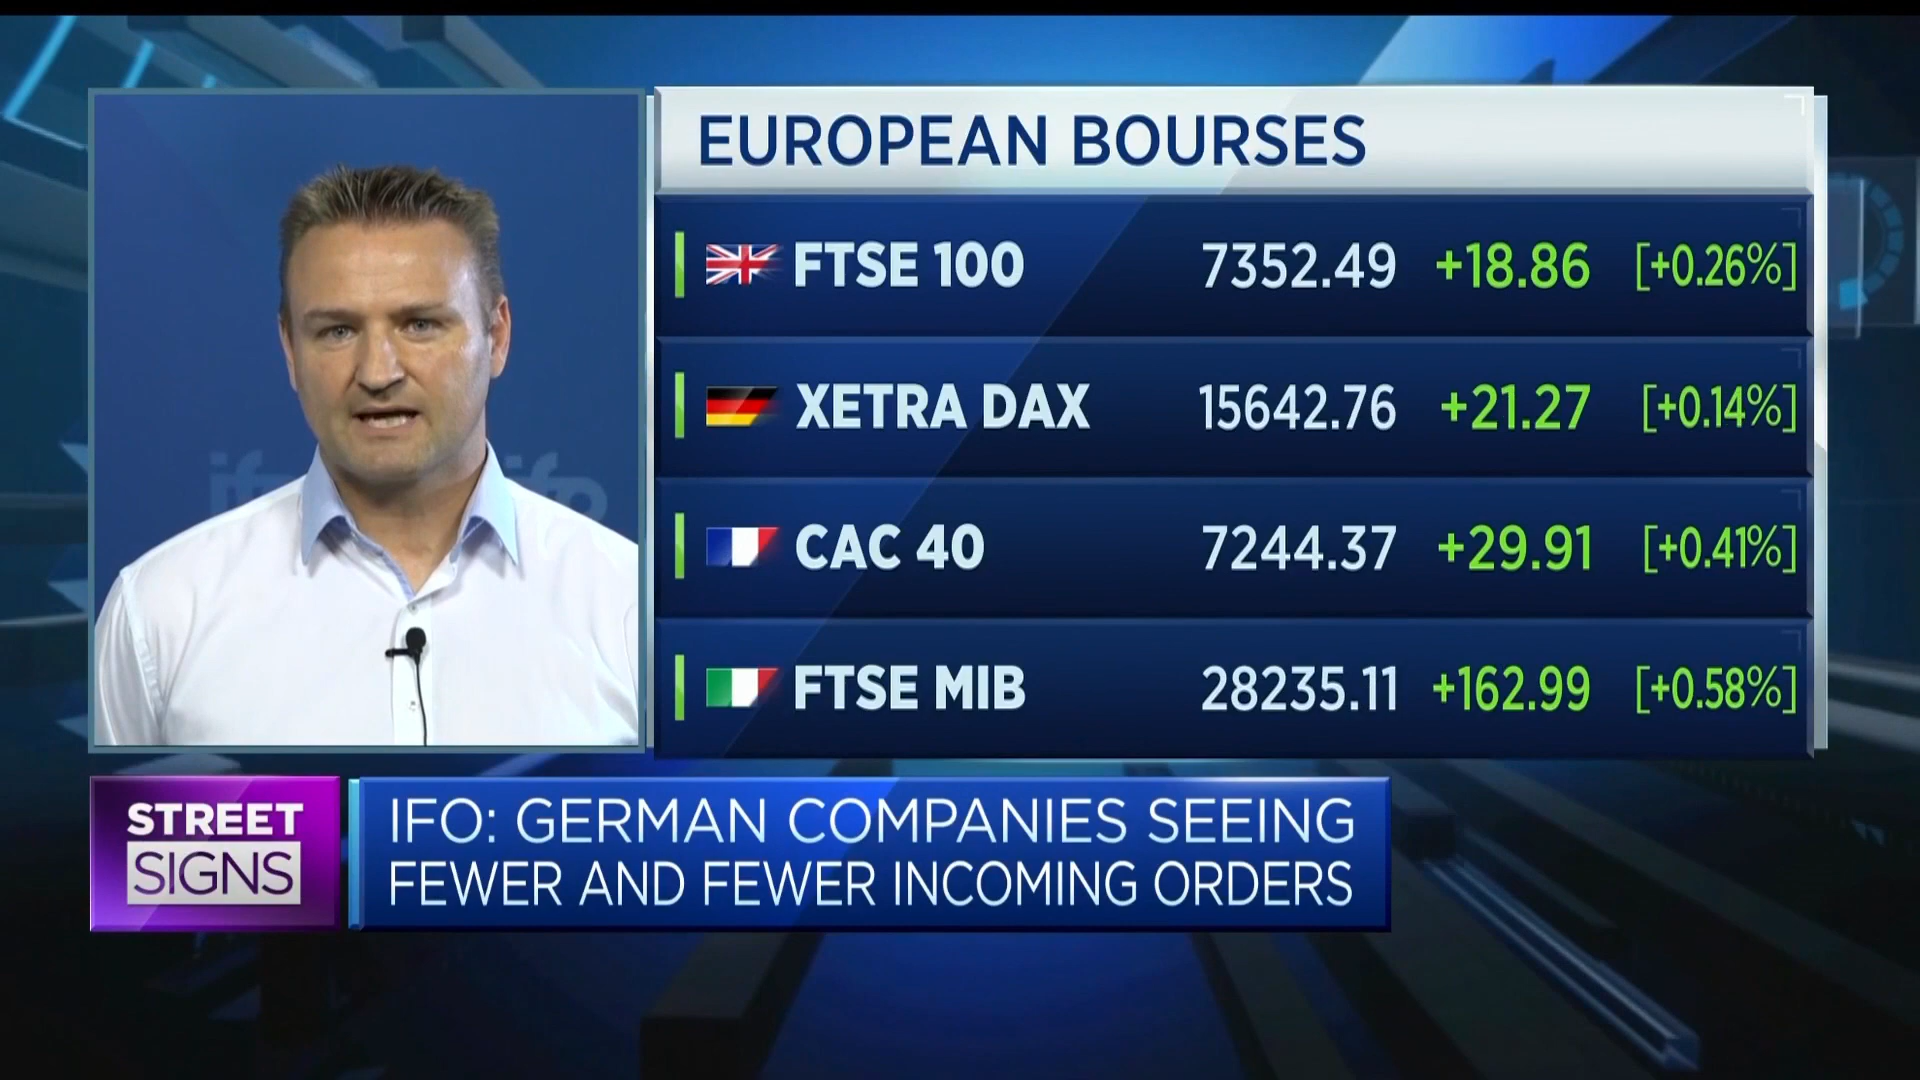 EUROPEAN BOURSES
FTSE 100 7352.49 +18.86 [+0.26%]
XETRA DAX 15642.76 +21.27 [+0.14%]
CAC 40 7244.37 +29.91 [+0.41%]
FTSE MIB 28235.11 +162.99 [+0.58%]
ifo ifo
STREET
SIGNS
IFO: GERMAN COMPANIES SEEING
FEWER AND FEWER INCOMING ORDERS